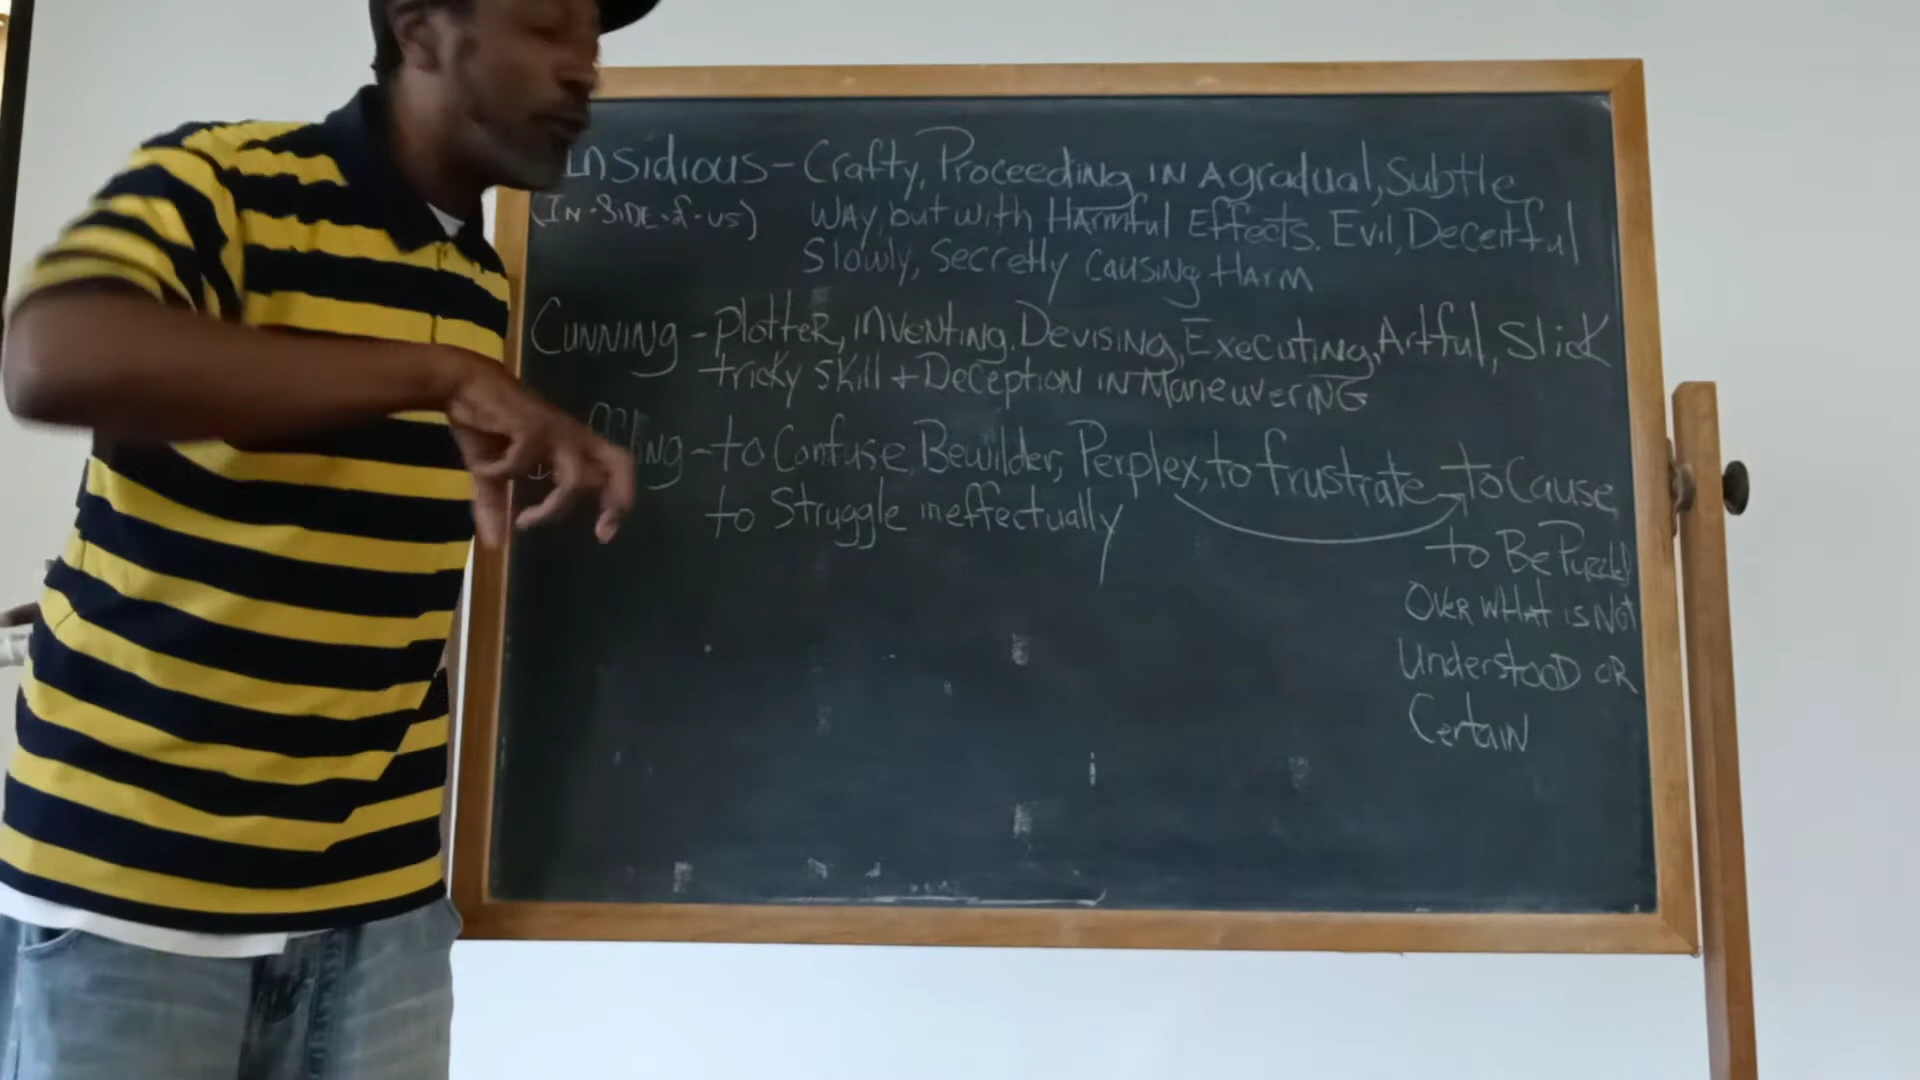 Insidious - Crafty, Proceeding IN A gradual, Subtle
(IN·SIDE·of·US) WAY, but with HArmful Effects. Evil, Deceitful
Slowly, Secretly CAUSING HARM
CUNNING - PlotteR, INVENTING, DEVISING, EXECUTING, Artful, Slick
tricky Skill + DECEPTION IN MANEUVERING
ffling - to Confuse, Bewilder, Perplex, to frustrate → to Cause
to Struggle ineffectually
to Be Puzzled
OVER WHAT is Not
UnderstOOD OR
CertaiN